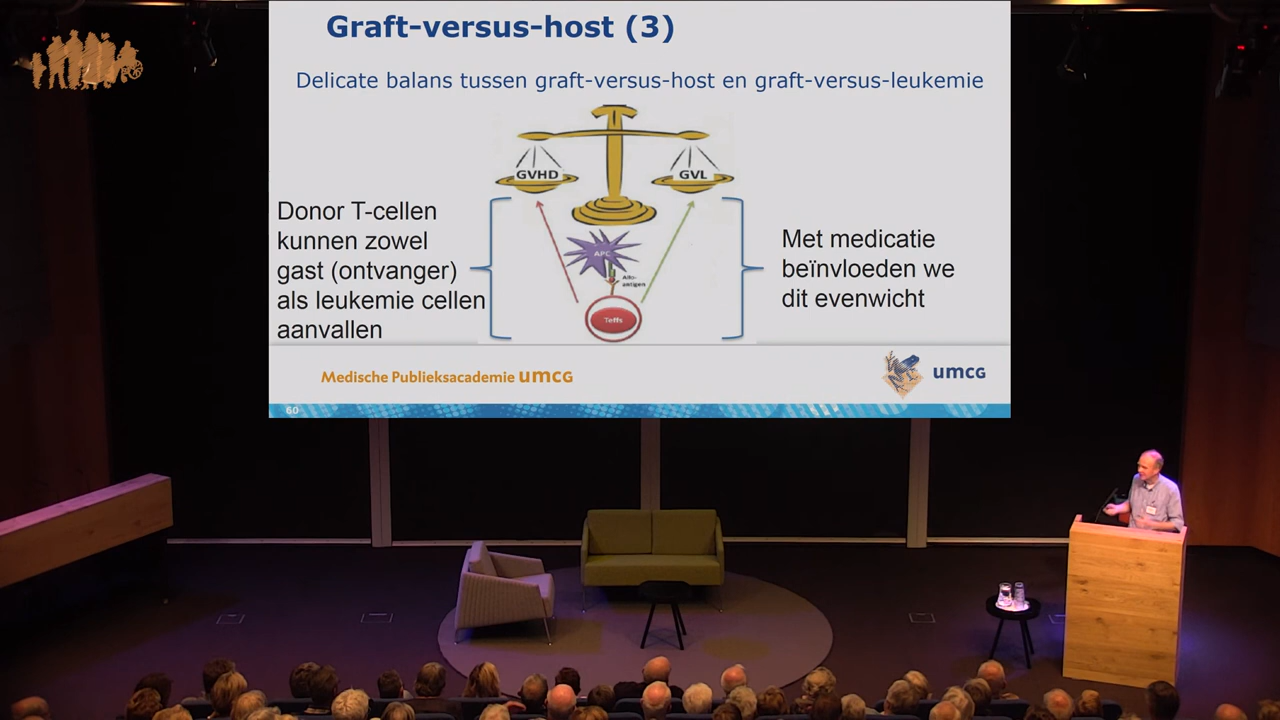 Graft-versus-host (3)
Delicate balans tussen graft-versus-host en graft-versus-leukemie
GVHD
GVL
Donor T-cellen
kunnen zowel
gast (ontvanger)
als leukemie cellen
aanvallen
APC
Allo-
antigen
Teffs
Met medicatie
beïnvloeden we
dit evenwicht
Medische Publieksacademie umcg
umcg
60